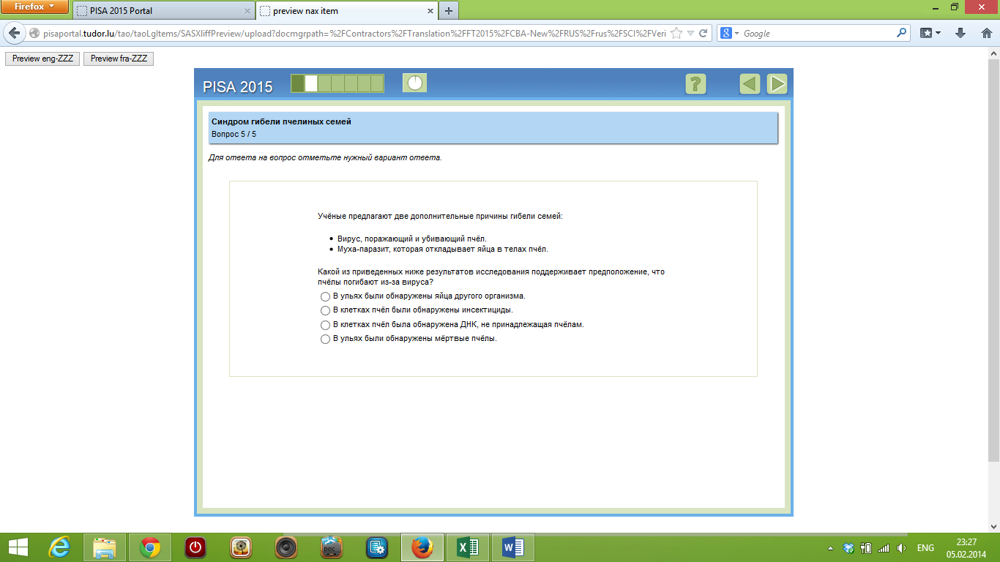 Firefox
PISA 2015 Portal
preview nax item
pisaportal.tudor.lu/tao/taoLgItems/SASXliffPreview/upload?docmgrpath=%2FContractors%2FTranslation%2FFT2015%2FCBA-New%2FRUS%2Frus%2FSCI%2FVeri
Google
Preview eng-ZZZ
Preview fra-ZZZ
PISA 2015
?
Синдром гибели пчелиных семей
Вопрос 5 / 5
Для ответа на вопрос отметьте нужный вариант ответа.
Учёные предлагают две дополнительные причины гибели семей:
• Вирус, поражающий и убивающий пчёл.
• Муха-паразит, которая откладывает яйца в телах пчёл.
Какой из приведенных ниже результатов исследования поддерживает предположение, что
пчёлы погибают из-за вируса?
В ульях были обнаружены яйца другого организма.
В клетках пчёл были обнаружены инсектициды.
В клетках пчёл была обнаружена ДНК, не принадлежащая пчёлам.
В ульях были обнаружены мёртвые пчёлы.
DOC
ENG
23:27
05.02.2014